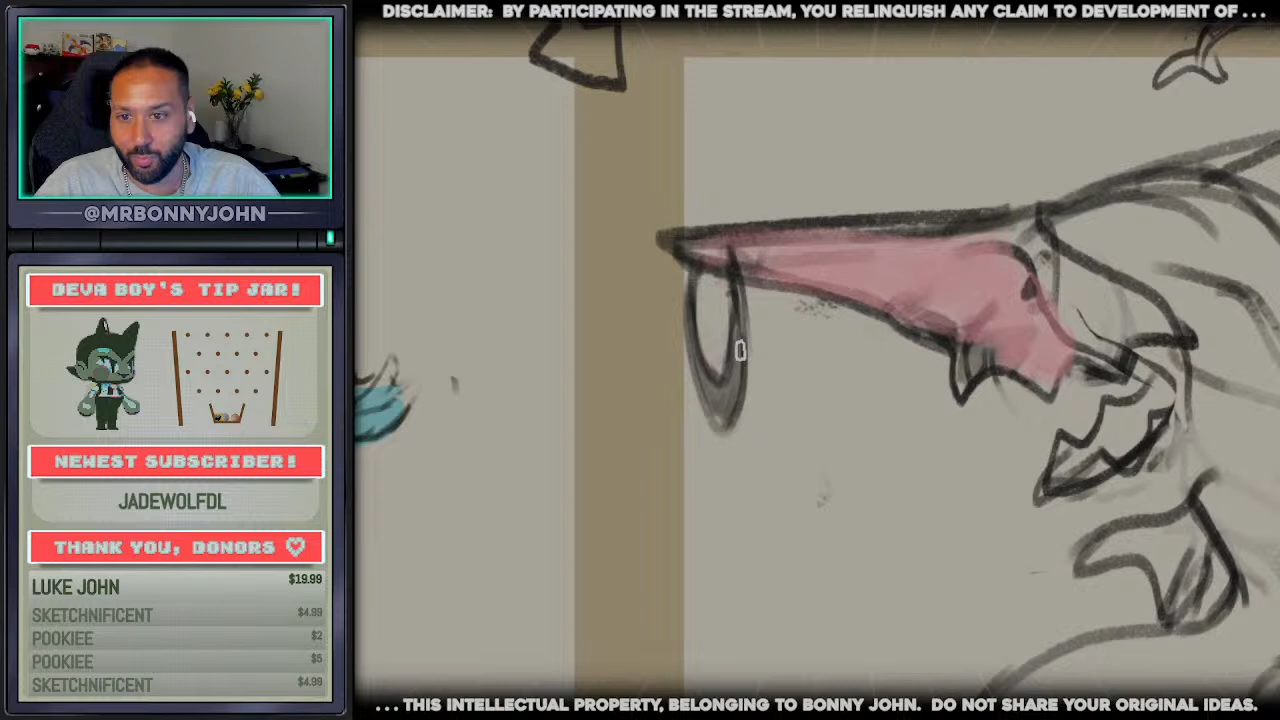 DISCLAIMER: BY PARTICIPATING IN THE STREAM, YOU RELINQUISH ANY CLAIM TO DEVELOPMENT OF . . .
@MRBONNYJOHN
DEVA BOY'S TIP JAR!
NEWEST SUBSCRIBER!
JADEWOLFDL
THANK YOU, DONORS
LUKE JOHN $19.99
SKETCHNIFICENT $4.99
POOKIEE $2
POOKIEE $5
SKETCHNIFICENT $4.99
. . . THIS INTELLECTUAL PROPERTY, BELONGING TO BONNY JOHN. DO NOT SHARE YOUR ORIGINAL IDEAS.